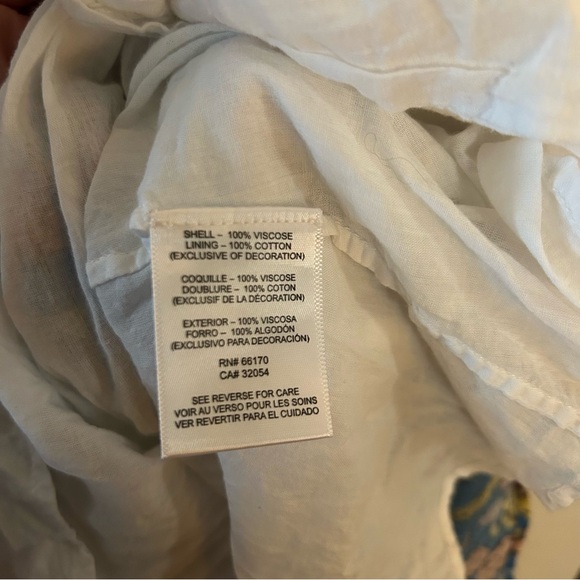 SHELL – 100% VISCOSE
LINING – 100% COTTON
(EXCLUSIVE OF DECORATION)
COQUILLE – 100% VISCOSE
DOUBLURE – 100% COTON
(EXCLUSIF DE LA DÉCORATION)
EXTERIOR – 100% VISCOSA
FORRO – 100% ALGODÓN
(EXCLUSIVO PARA DECORACIÓN)
RN# 66170
CA# 32054
SEE REVERSE FOR CARE
VOIR AU VERSO POUR LES SOINS
VER REVERTIR PARA EL CUIDADO